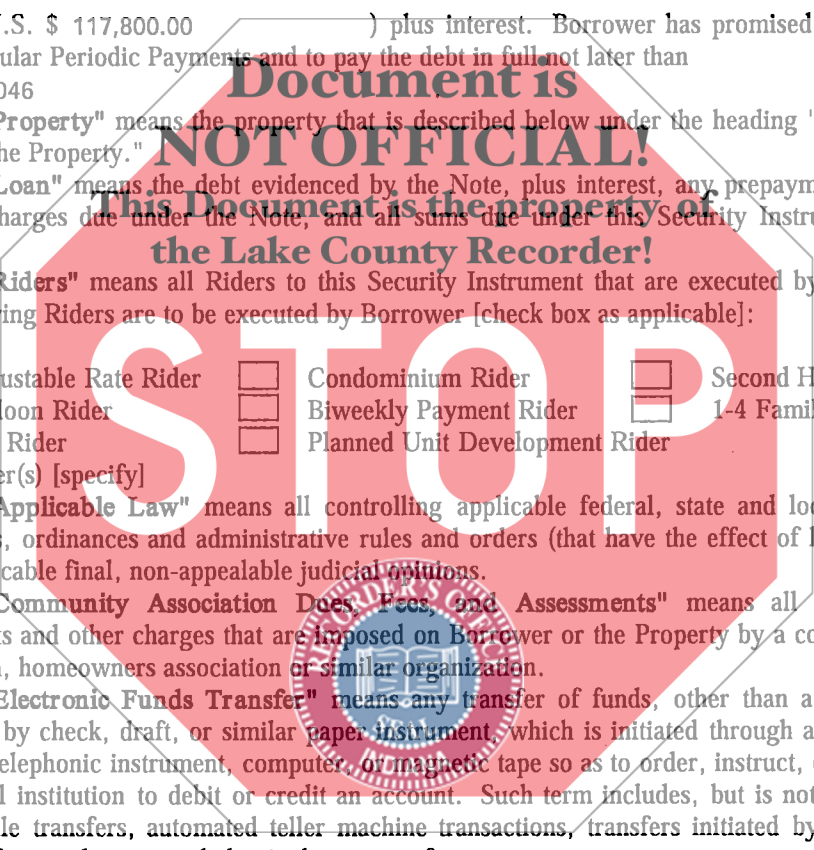 U.S. $ 117,800.00 ) plus interest. Borrower has promised
ular Periodic Payments and to pay the debt in full not later than
046
Document is
Property" means the property that is described below under the heading "
NOT OFFICIAL!
he Property."
Loan" means the debt evidenced by the Note, plus interest, any prepaym
This Document is the property of
harges due under the Note, and all sums due under this Security Instru
the Lake County Recorder!
Riders" means all Riders to this Security Instrument that are executed by
ing Riders are to be executed by Borrower [check box as applicable]:
STOP
ustable Rate Rider Condominium Rider Second H
loon Rider Biweekly Payment Rider 1-4 Famil
Rider Planned Unit Development Rider
er(s) [specify]
Applicable Law" means all controlling applicable federal, state and loc
s, ordinances and administrative rules and orders (that have the effect of l
cable final, non-appealable judicial opinions.
Community Association Dues, Fees, and Assessments" means all
s and other charges that are imposed on Borrower or the Property by a co
, homeowners association or similar organization.
RECORDER'S OFFICE
SEAL
INDIANA
Electronic Funds Transfer" means any transfer of funds, other than a
by check, draft, or similar paper instrument, which is initiated through a
elephonic instrument, computer, or magnetic tape so as to order, instruct,
l institution to debit or credit an account. Such term includes, but is not
le transfers, automated teller machine transactions, transfers initiated by